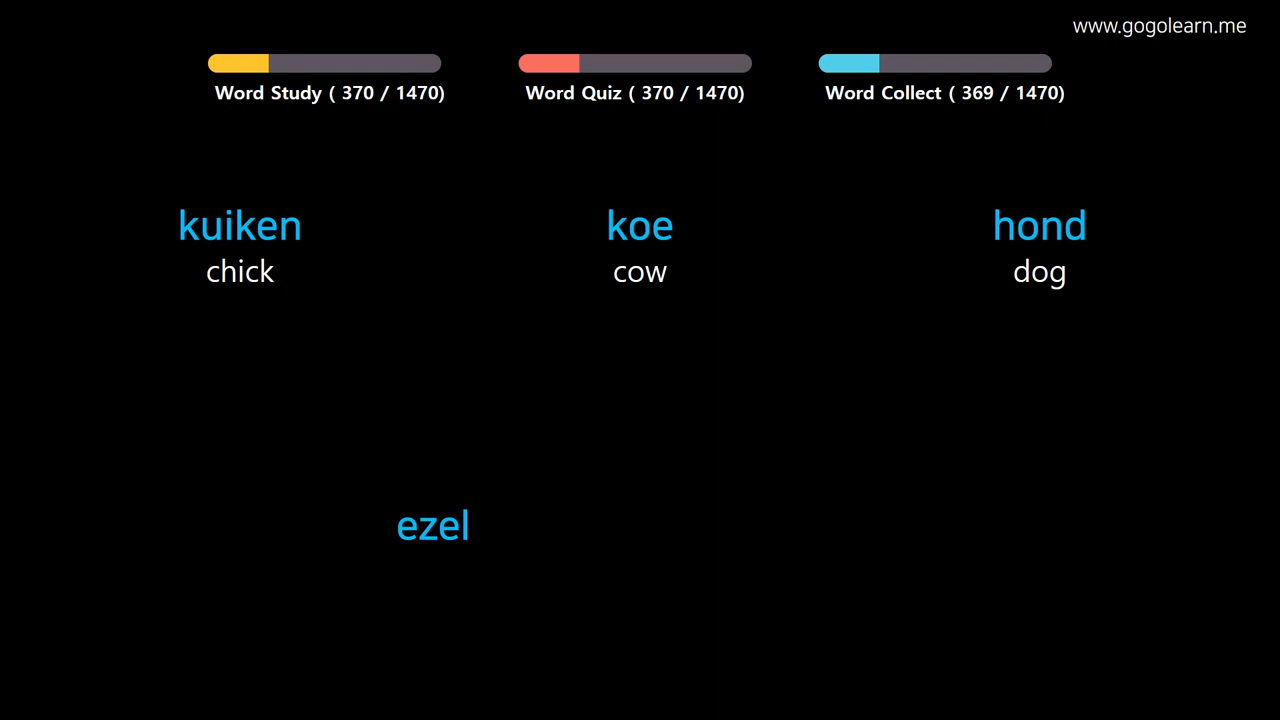 www.gogolearn.me
Word Study ( 370 / 1470) Word Quiz ( 370 / 1470) Word Collect ( 369 / 1470)
kuiken koe hond
chick cow dog
ezel